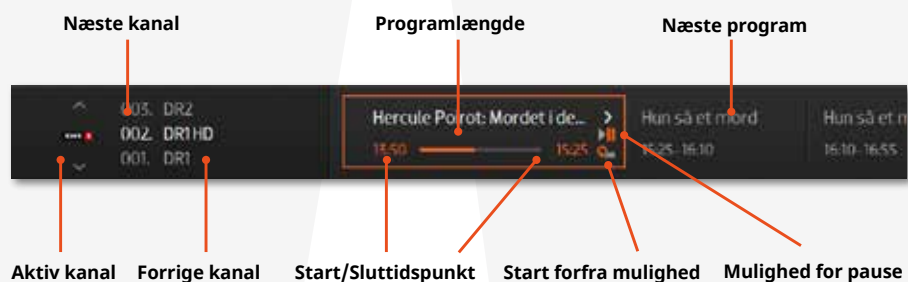 Næste kanal
Programlængde
Næste program
003. DR2
002. DR1 HD
001. DR1
Hercule Poirot: Mordet i de...
13:50
15:25
Hun så et mord
15:25-16:10
Hun så et m
16:10-16:55
Aktiv kanal
Forrige kanal
Start/Sluttidspunkt
Start forfra mulighed
Mulighed for pause